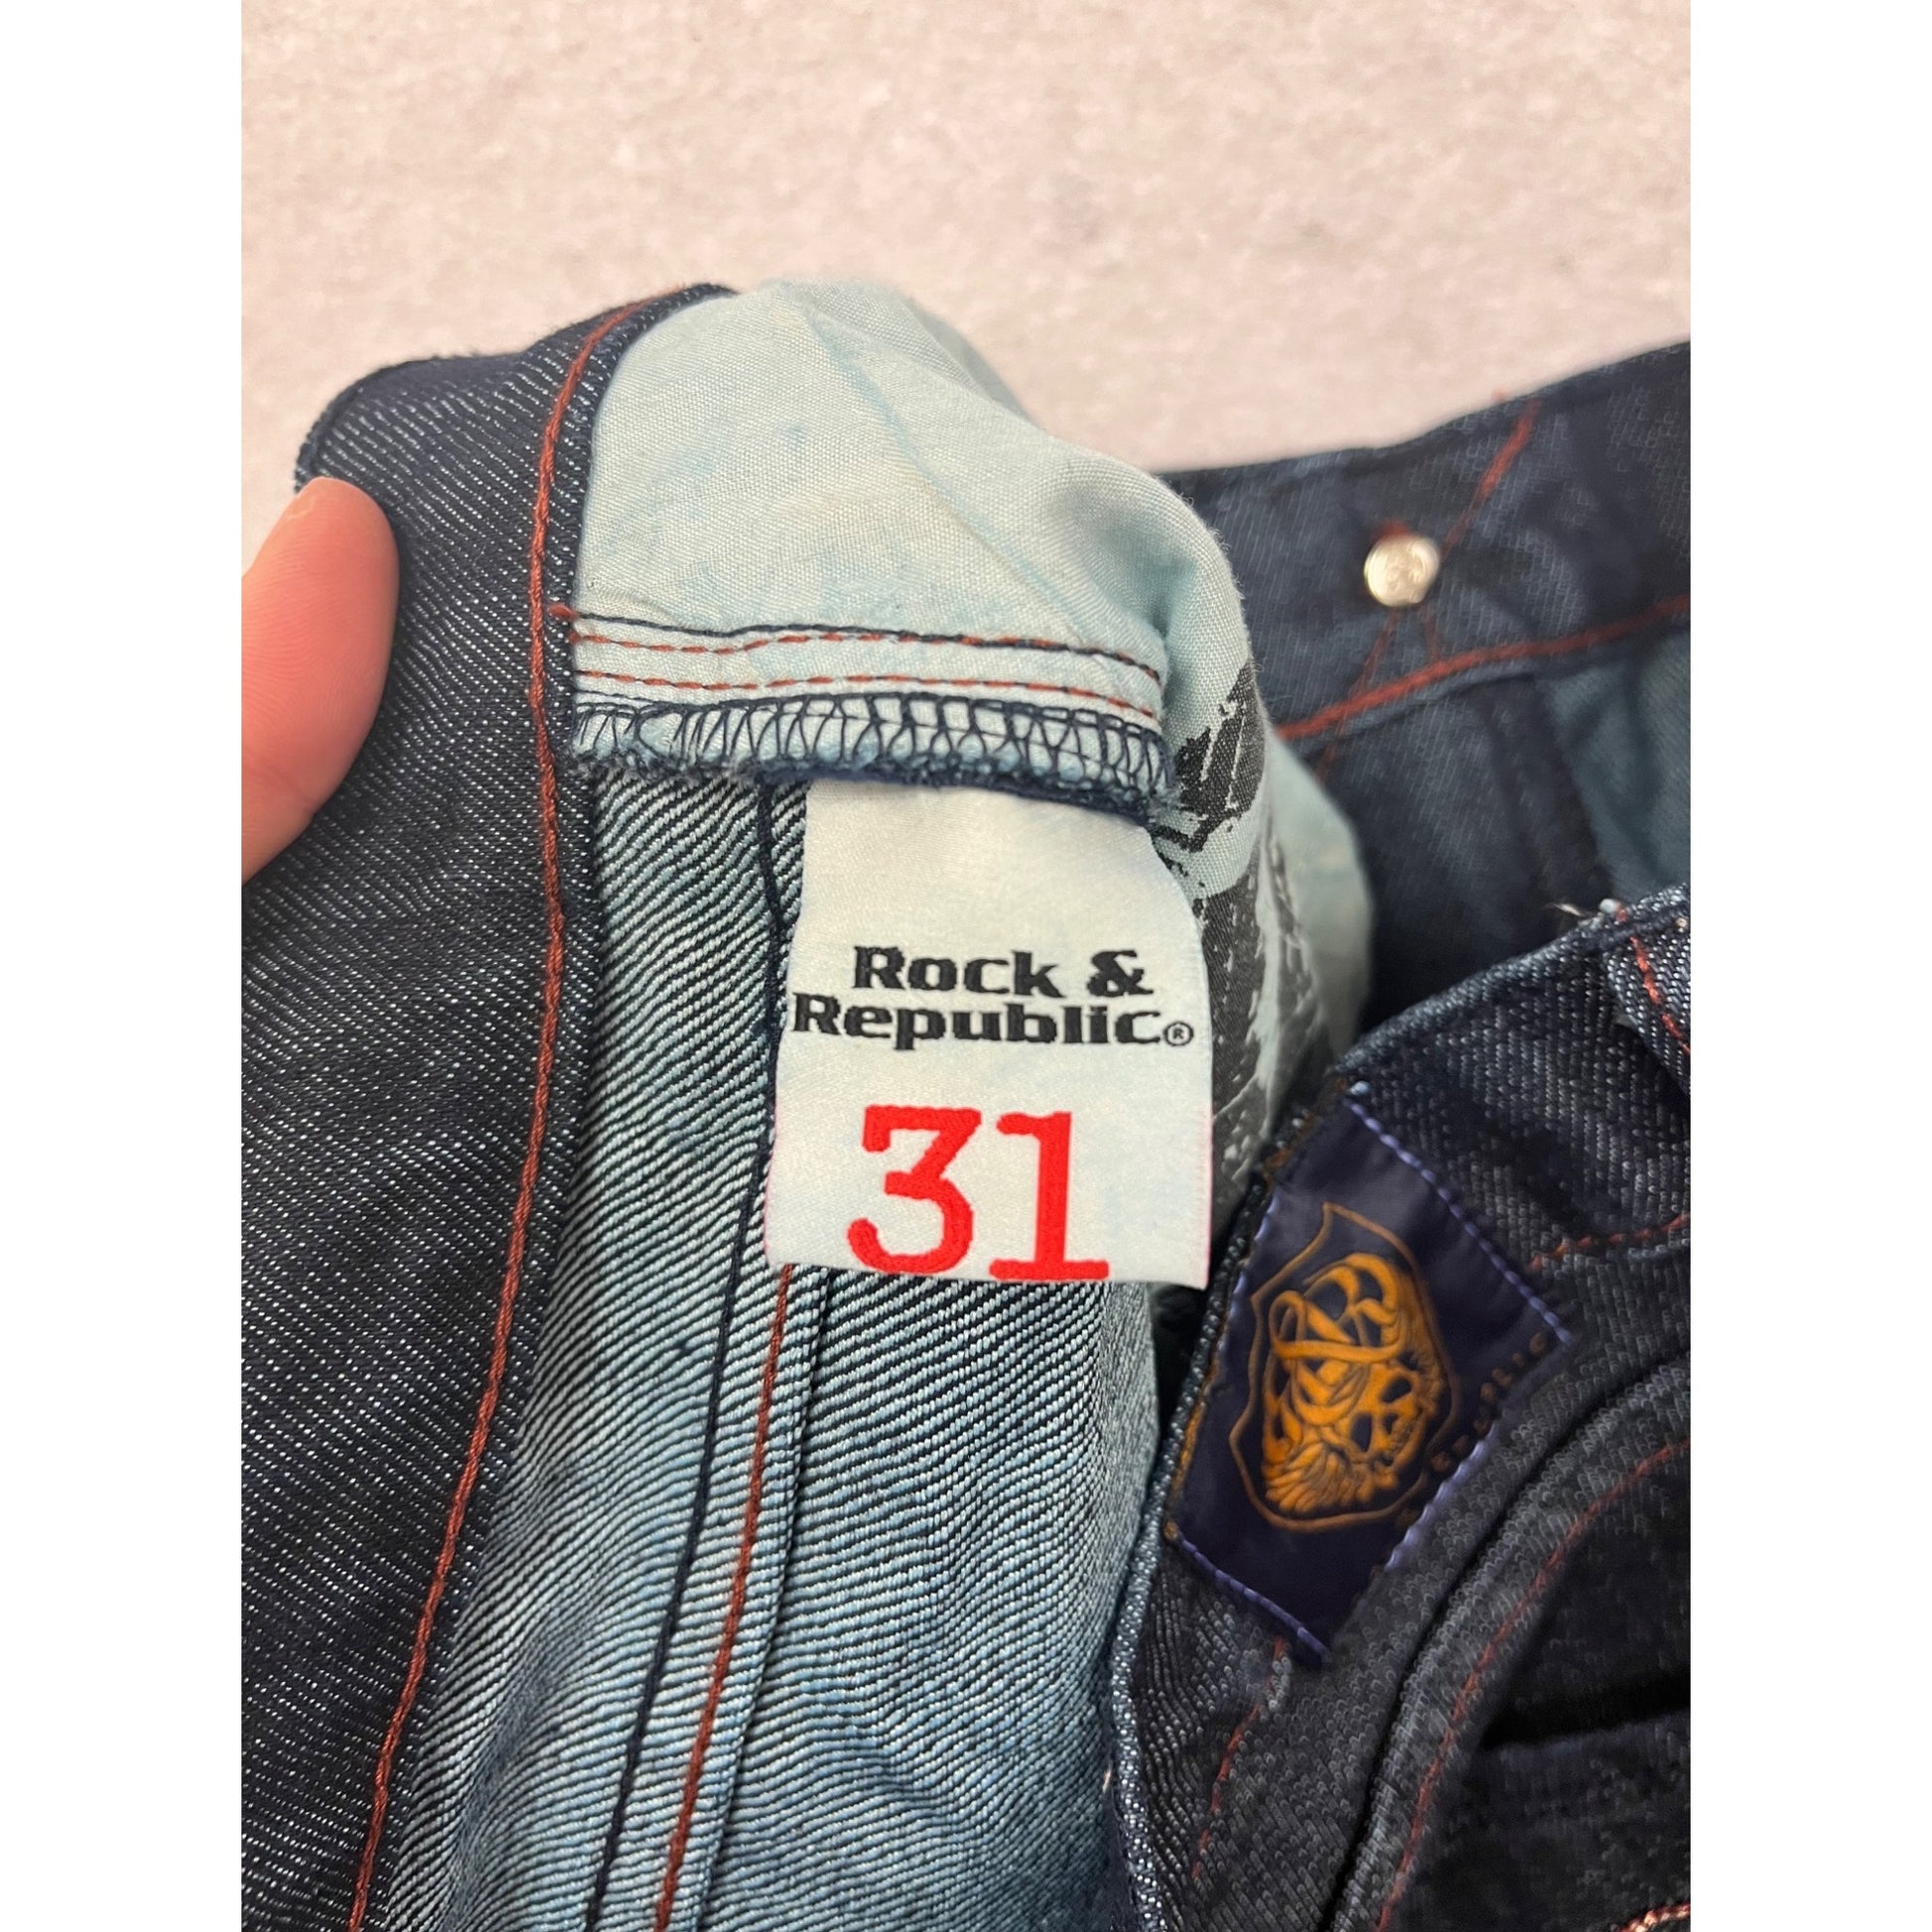 Rock &
Republic®
31